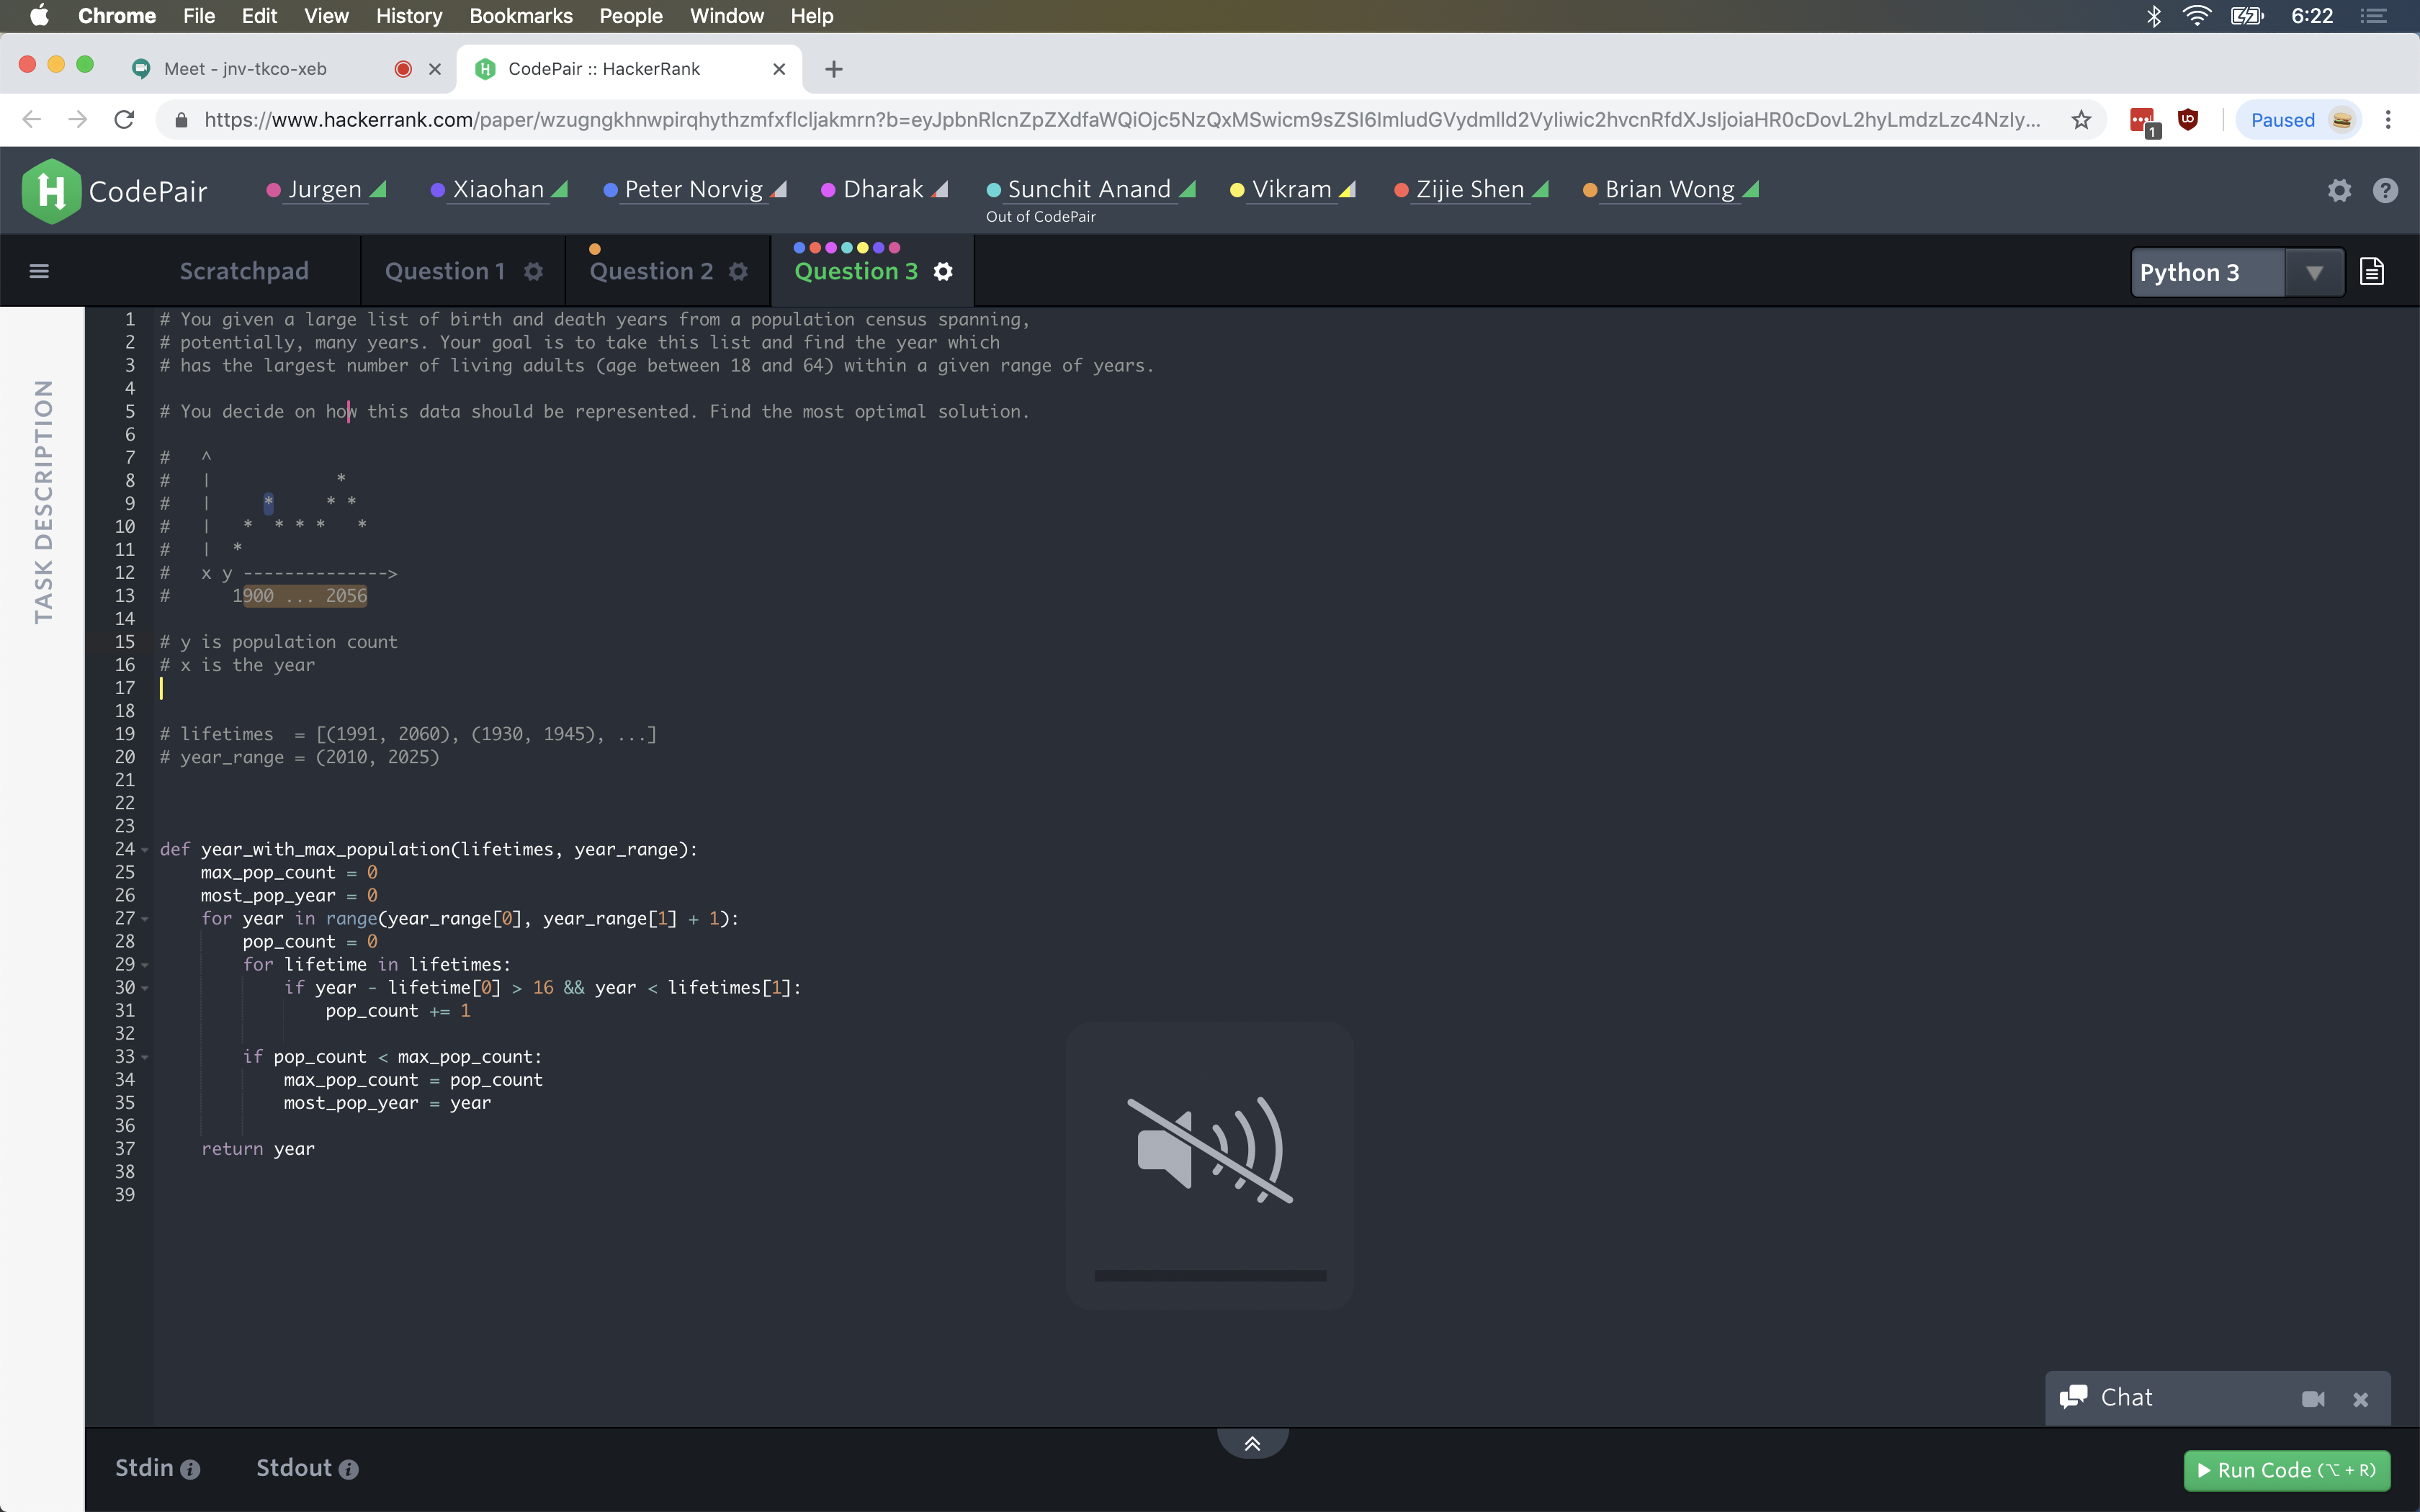 Chrome File Edit View History Bookmarks People Window Help 6:22
Meet - jnv-tkco-xeb CodePair :: HackerRank
https://www.hackerrank.com/paper/wzugngkhnwpirqhythzmfxflcljakmrn?b=eyJpbnRlcnZpZXdfaWQiOjc5NzQxMSwicm9sZSI6ImludGVydmlld2VyIiwic2hvcnRfdXJsIjoiaHR0cDovL2hyLmdzLzc4NzIy... 1 Paused
H CodePair Jurgen Xiaohan Peter Norvig Dharak Sunchit Anand Vikram Zijie Shen Brian Wong
Out of CodePair
Scratchpad Question 1 Question 2 Question 3 Python 3
TASK DESCRIPTION
1 # You given a large list of birth and death years from a population census spanning,
2 # potentially, many years. Your goal is to take this list and find the year which
3 # has the largest number of living adults (age between 18 and 64) within a given range of years.
4
5 # You decide on how this data should be represented. Find the most optimal solution.
6
7 #   ^
8 #   |            *
9 #   |     *     * *
10 #   |   *  * * *   *
11 #   |  *
12 #   x y -------------->
13 #      1900 ... 2056
14
15 # y is population count
16 # x is the year
17
18
19 # lifetimes  = [(1991, 2060), (1930, 1945), ...]
20 # year_range = (2010, 2025)
21
22
23
24 def year_with_max_population(lifetimes, year_range):
25     max_pop_count = 0
26     most_pop_year = 0
27     for year in range(year_range[0], year_range[1] + 1):
28         pop_count = 0
29         for lifetime in lifetimes:
30             if year - lifetime[0] > 16 && year < lifetimes[1]:
31                 pop_count += 1
32
33         if pop_count < max_pop_count:
34             max_pop_count = pop_count
35             most_pop_year = year
36
37     return year
38
39
Chat
Stdin Stdout Run Code (⌥ + R)